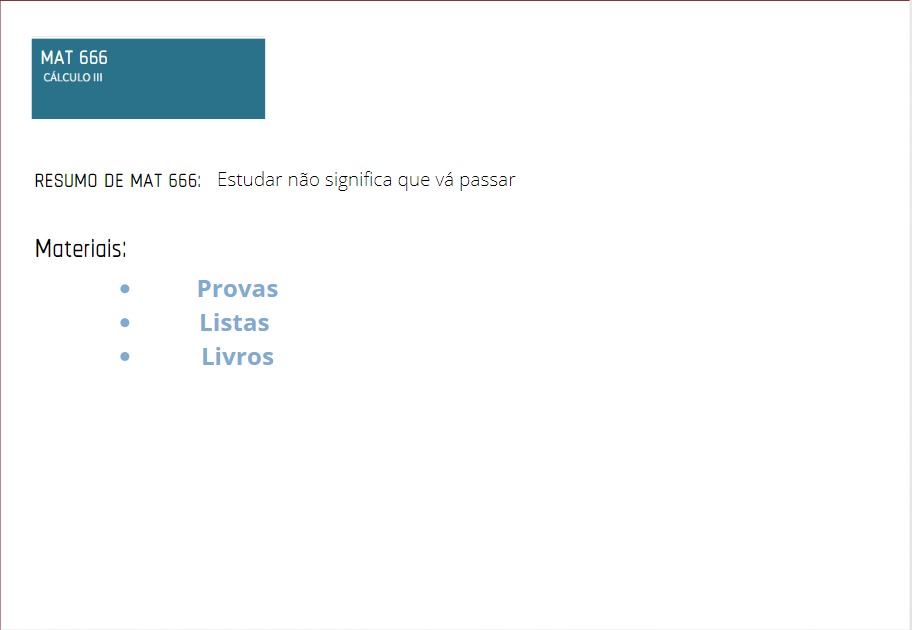 MAT 666
CÁLCULO III
RESUMO DE MAT 666: Estudar não significa que vá passar
Materiais:
• Provas
• Listas
• Livros